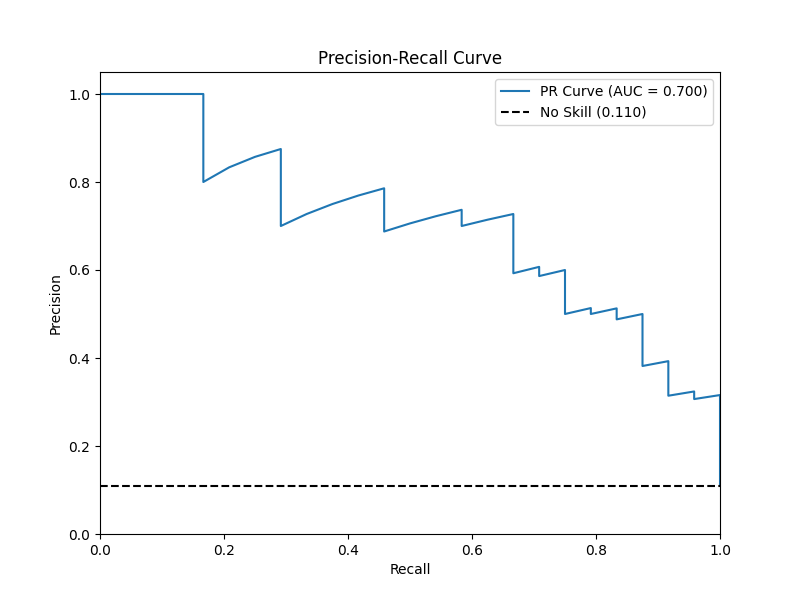 Precision-Recall Curve
PR Curve (AUC = 0.700)
No Skill (0.110)
1.0
0.8
0.6
0.4
0.2
0.0
Precision
0.0 0.2 0.4 0.6 0.8 1.0
Recall